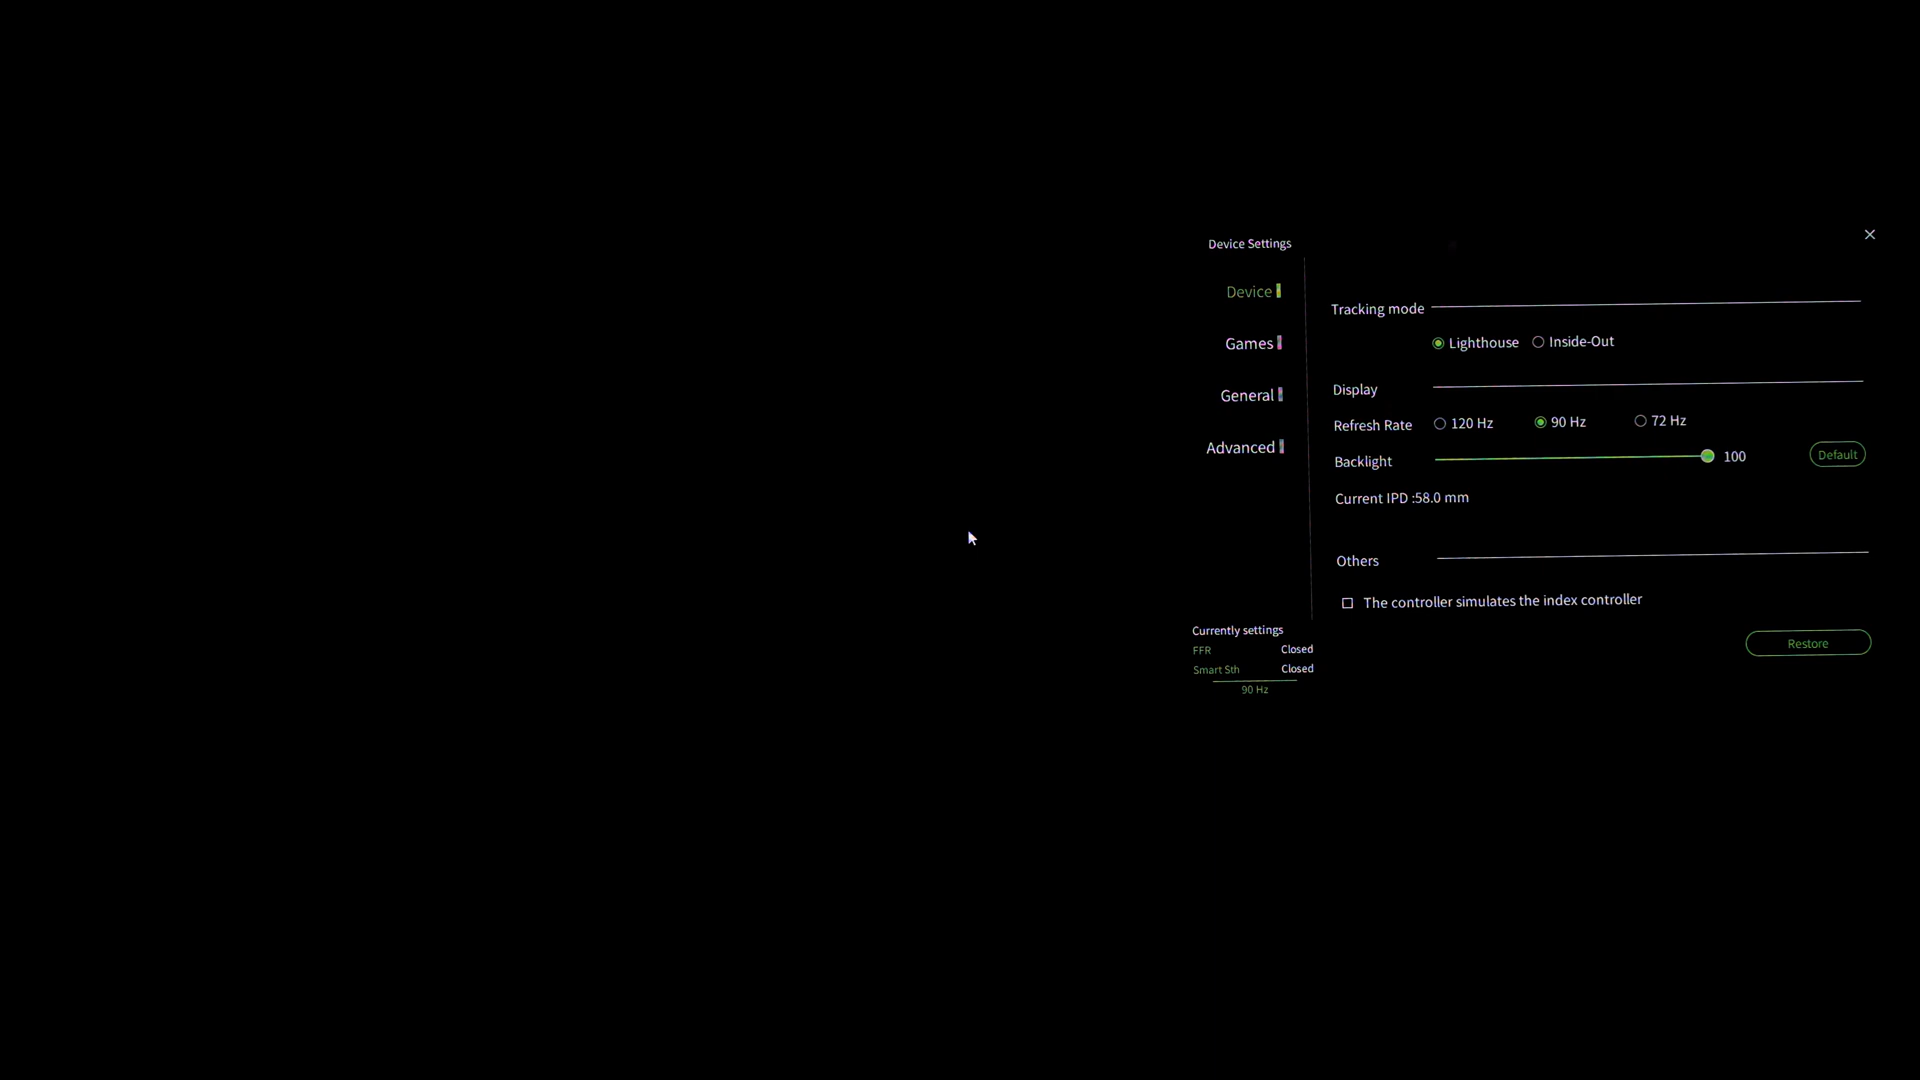 Device Settings
Device
Games
General
Advanced
Tracking mode
Lighthouse Inside-Out
Display
Refresh Rate 120 Hz 90 Hz 72 Hz
Backlight 100 Default
Current IPD :58.0 mm
Others
The controller simulates the index controller
Restore
Currently settings
FFR Closed
Smart Sth Closed
90 Hz